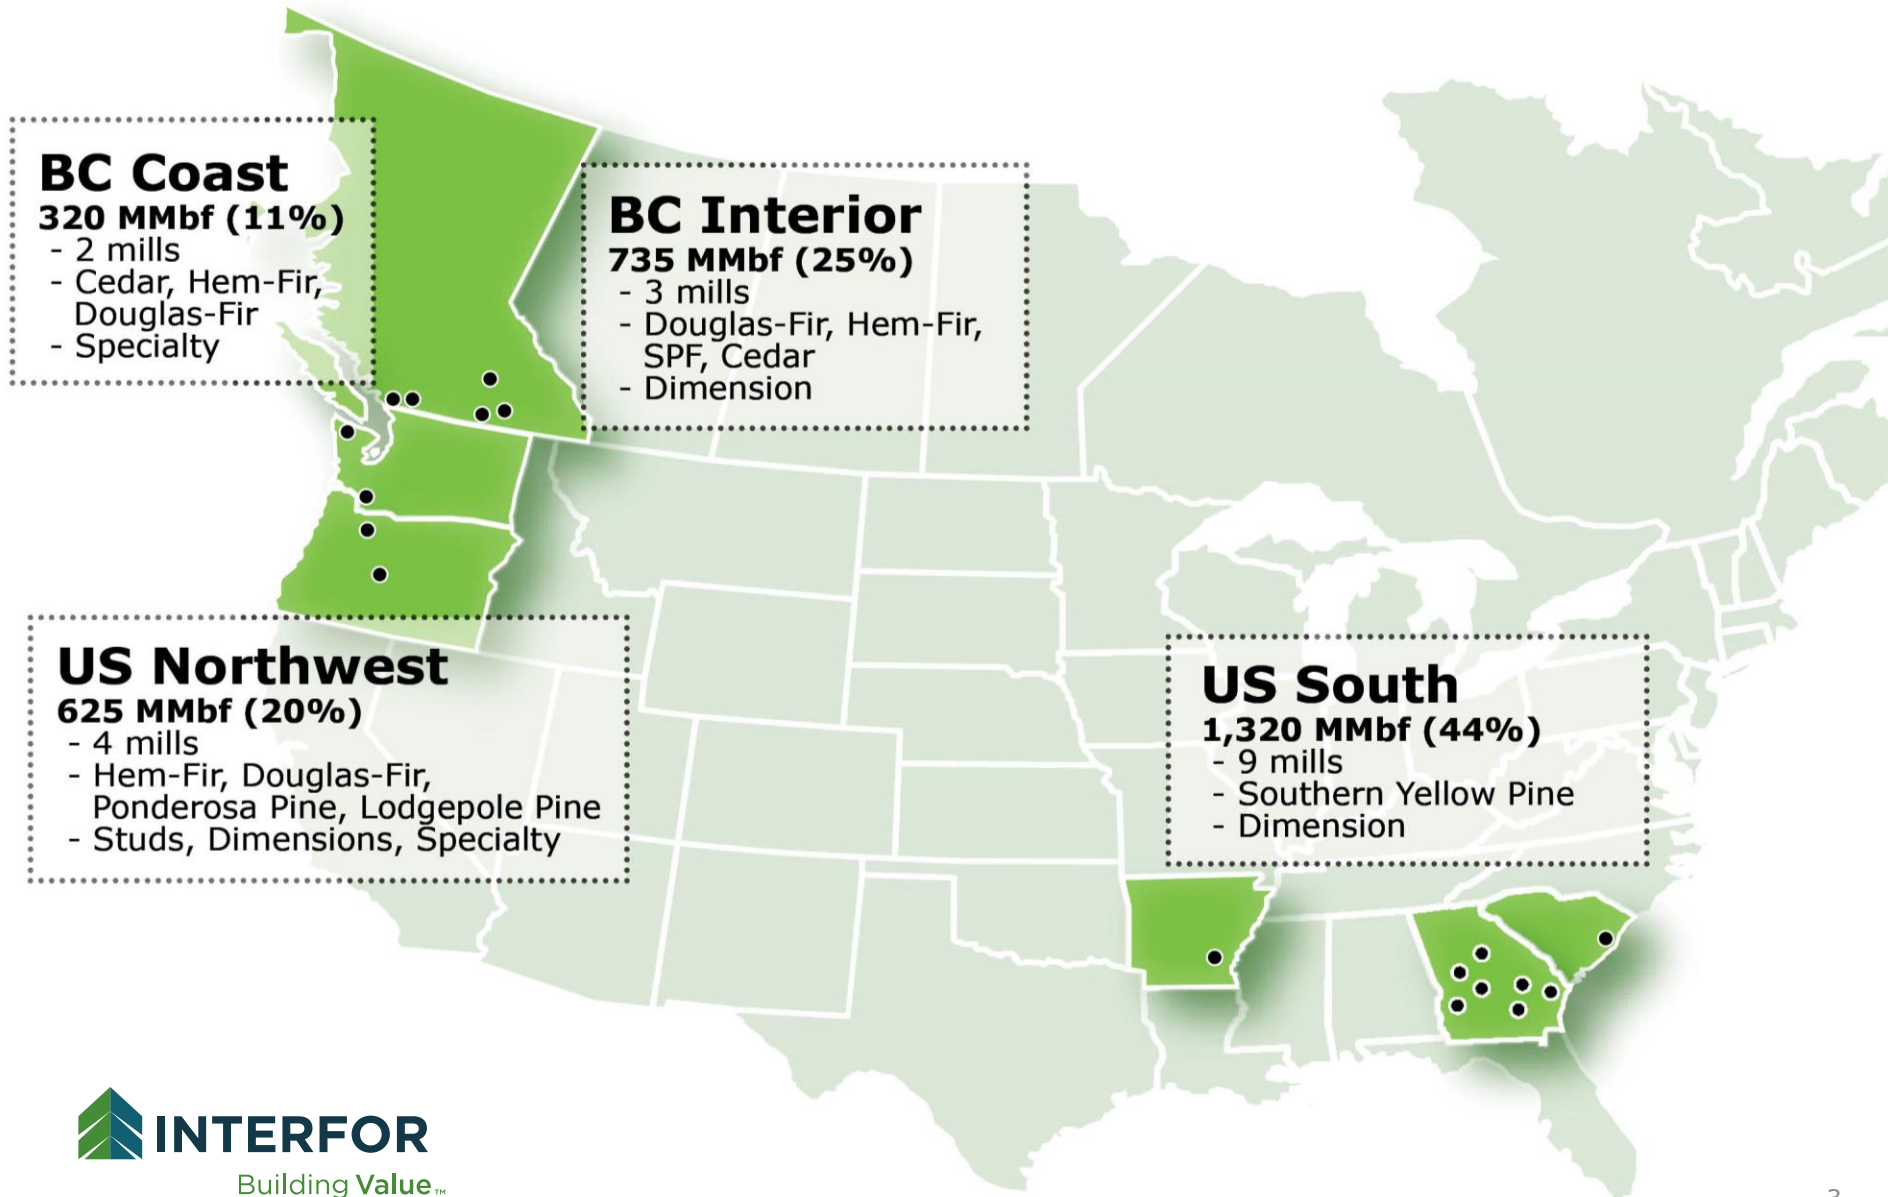 BC Coast
320 MMbf (11%)
- 2 mills
- Cedar, Hem-Fir,
Douglas-Fir
- Specialty
BC Interior
735 MMbf (25%)
- 3 mills
- Douglas-Fir, Hem-Fir,
SPF, Cedar
- Dimension
US Northwest
625 MMbf (20%)
- 4 mills
- Hem-Fir, Douglas-Fir,
Ponderosa Pine, Lodgepole Pine
- Studs, Dimensions, Specialty
US South
1,320 MMbf (44%)
- 9 mills
- Southern Yellow Pine
- Dimension
INTERFOR
Building Value™
3